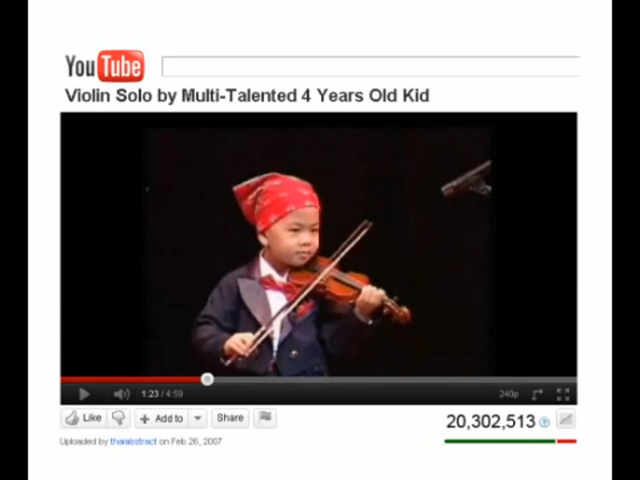 YouTube
Violin Solo by Multi-Talented 4 Years Old Kid
1:23 / 4:59
240p
Like
Add to
Share
20,302,513
Uploaded by thaiabstract on Feb 26, 2007